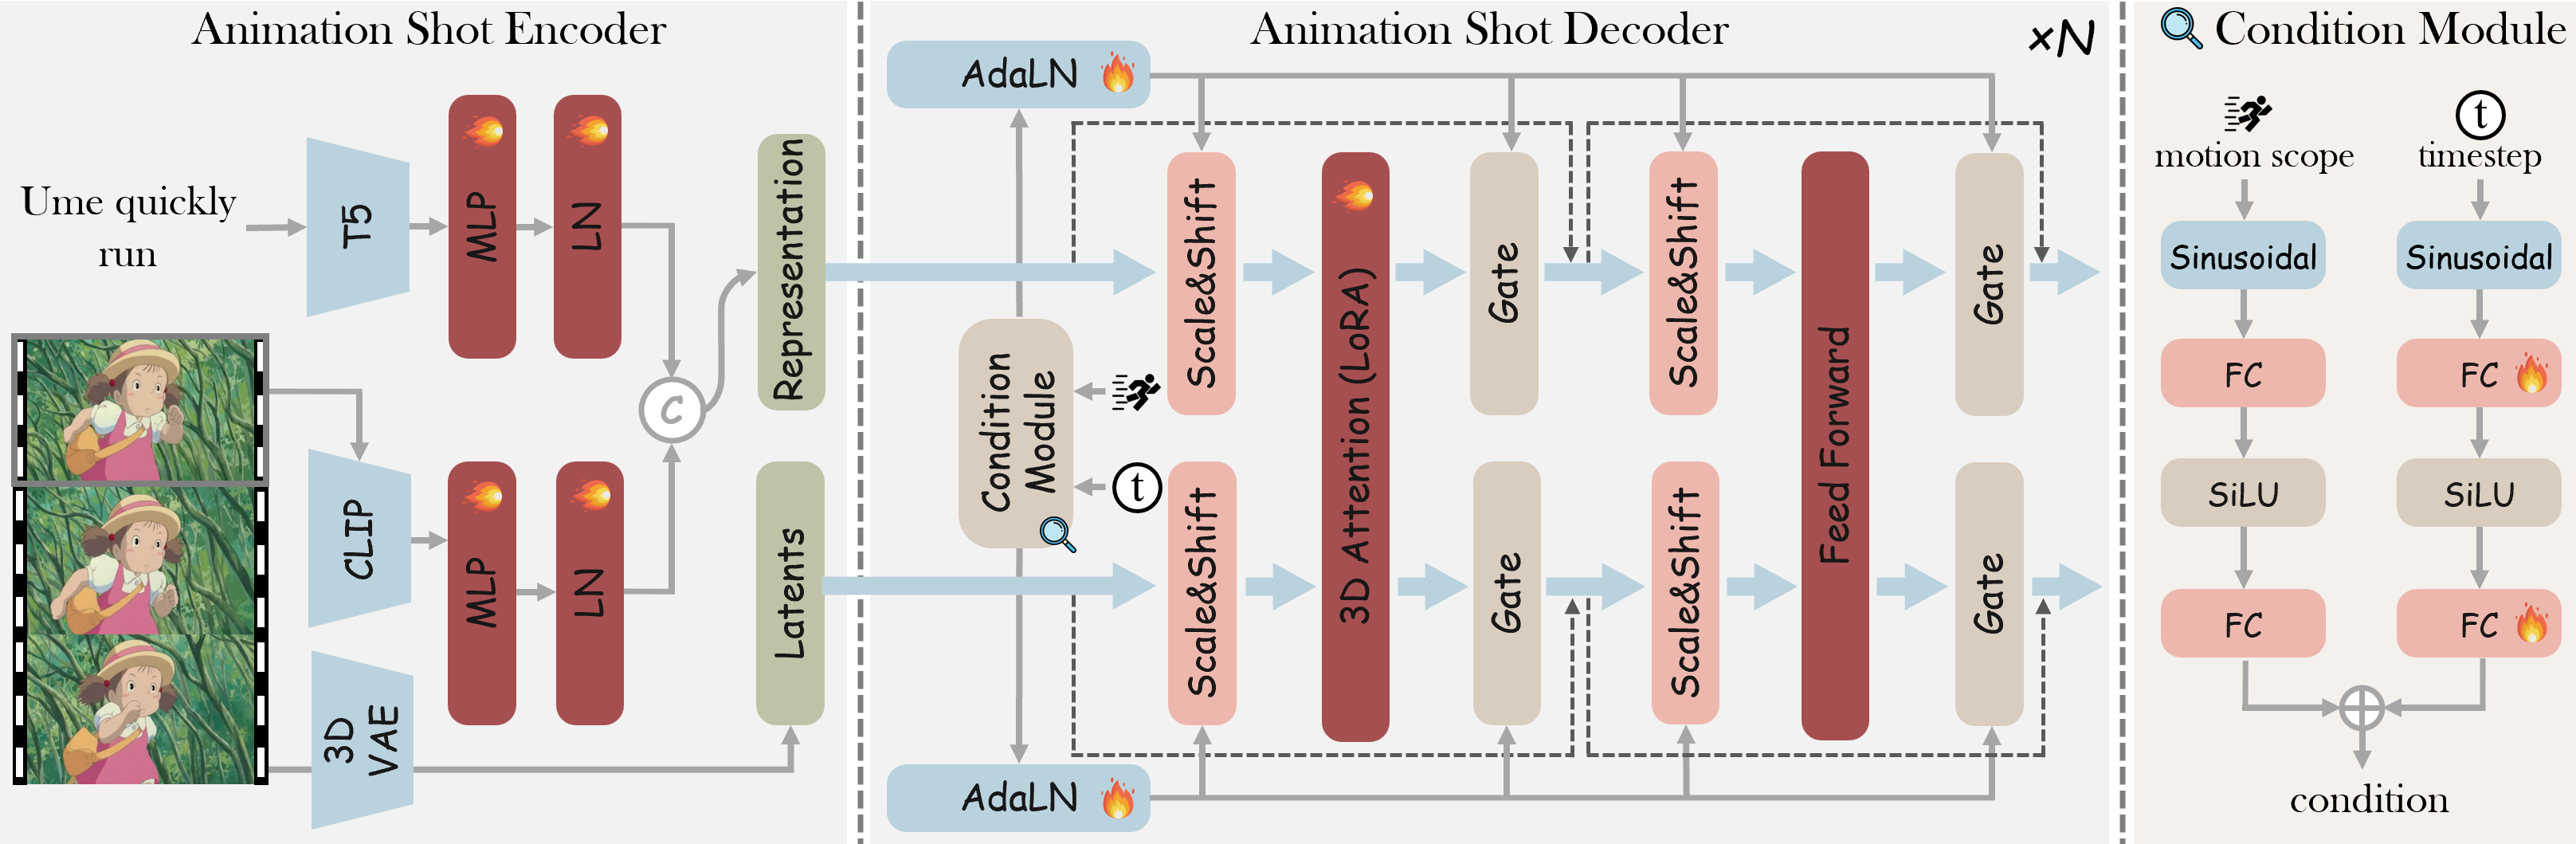 Animation Shot Encoder
Ume quickly
run
T5
MLP
LN
CLIP
MLP
LN
3D
VAE
C
Representation
Latents
Animation Shot Decoder
×N
AdaLN
Condition
Module
t
AdaLN
Scale&Shift
3D Attention (LoRA)
Gate
Scale&Shift
Feed Forward
Gate
Scale&Shift
Gate
Scale&Shift
Gate
Condition Module
motion scope
t
timestep
Sinusoidal
Sinusoidal
FC
FC
SiLU
SiLU
FC
FC
condition